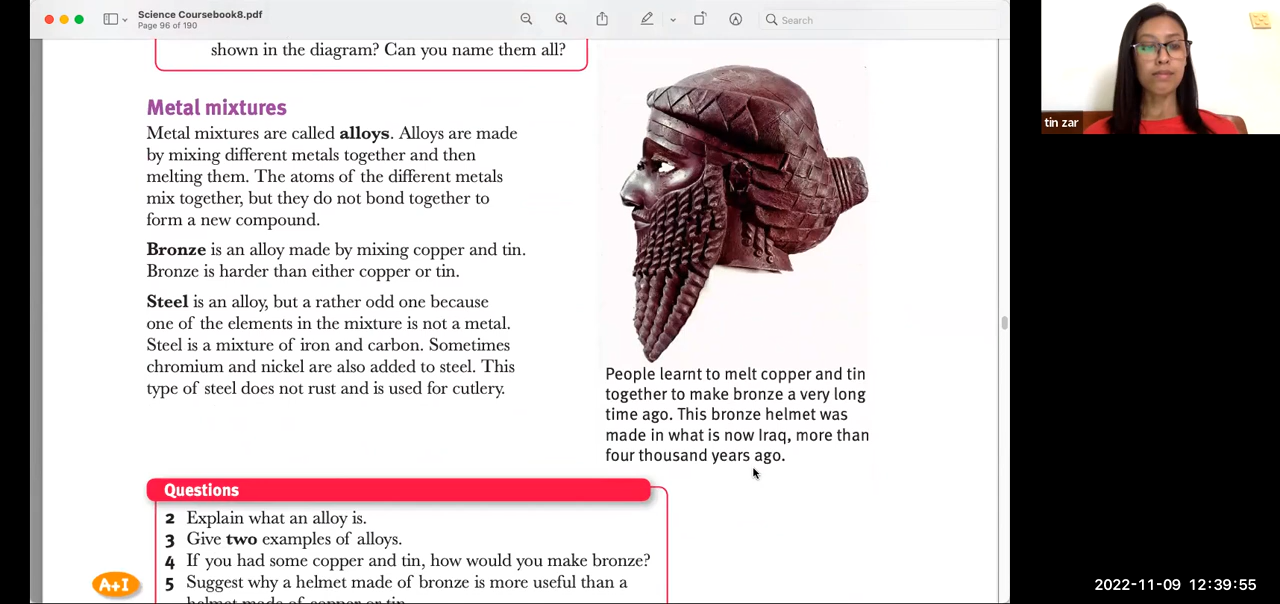 Science Coursebook8.pdf
Page 96 of 190
Search
shown in the diagram? Can you name them all?
Metal mixtures
Metal mixtures are called alloys. Alloys are made
by mixing different metals together and then
melting them. The atoms of the different metals
mix together, but they do not bond together to
form a new compound.
Bronze is an alloy made by mixing copper and tin.
Bronze is harder than either copper or tin.
Steel is an alloy, but a rather odd one because
one of the elements in the mixture is not a metal.
Steel is a mixture of iron and carbon. Sometimes
chromium and nickel are also added to steel. This
type of steel does not rust and is used for cutlery.
People learnt to melt copper and tin
together to make bronze a very long
time ago. This bronze helmet was
made in what is now Iraq, more than
four thousand years ago.
Questions
2 Explain what an alloy is.
3 Give two examples of alloys.
4 If you had some copper and tin, how would you make bronze?
A+I
5 Suggest why a helmet made of bronze is more useful than a
helmet made of copper or tin.
tin zar
2022-11-09 12:39:55